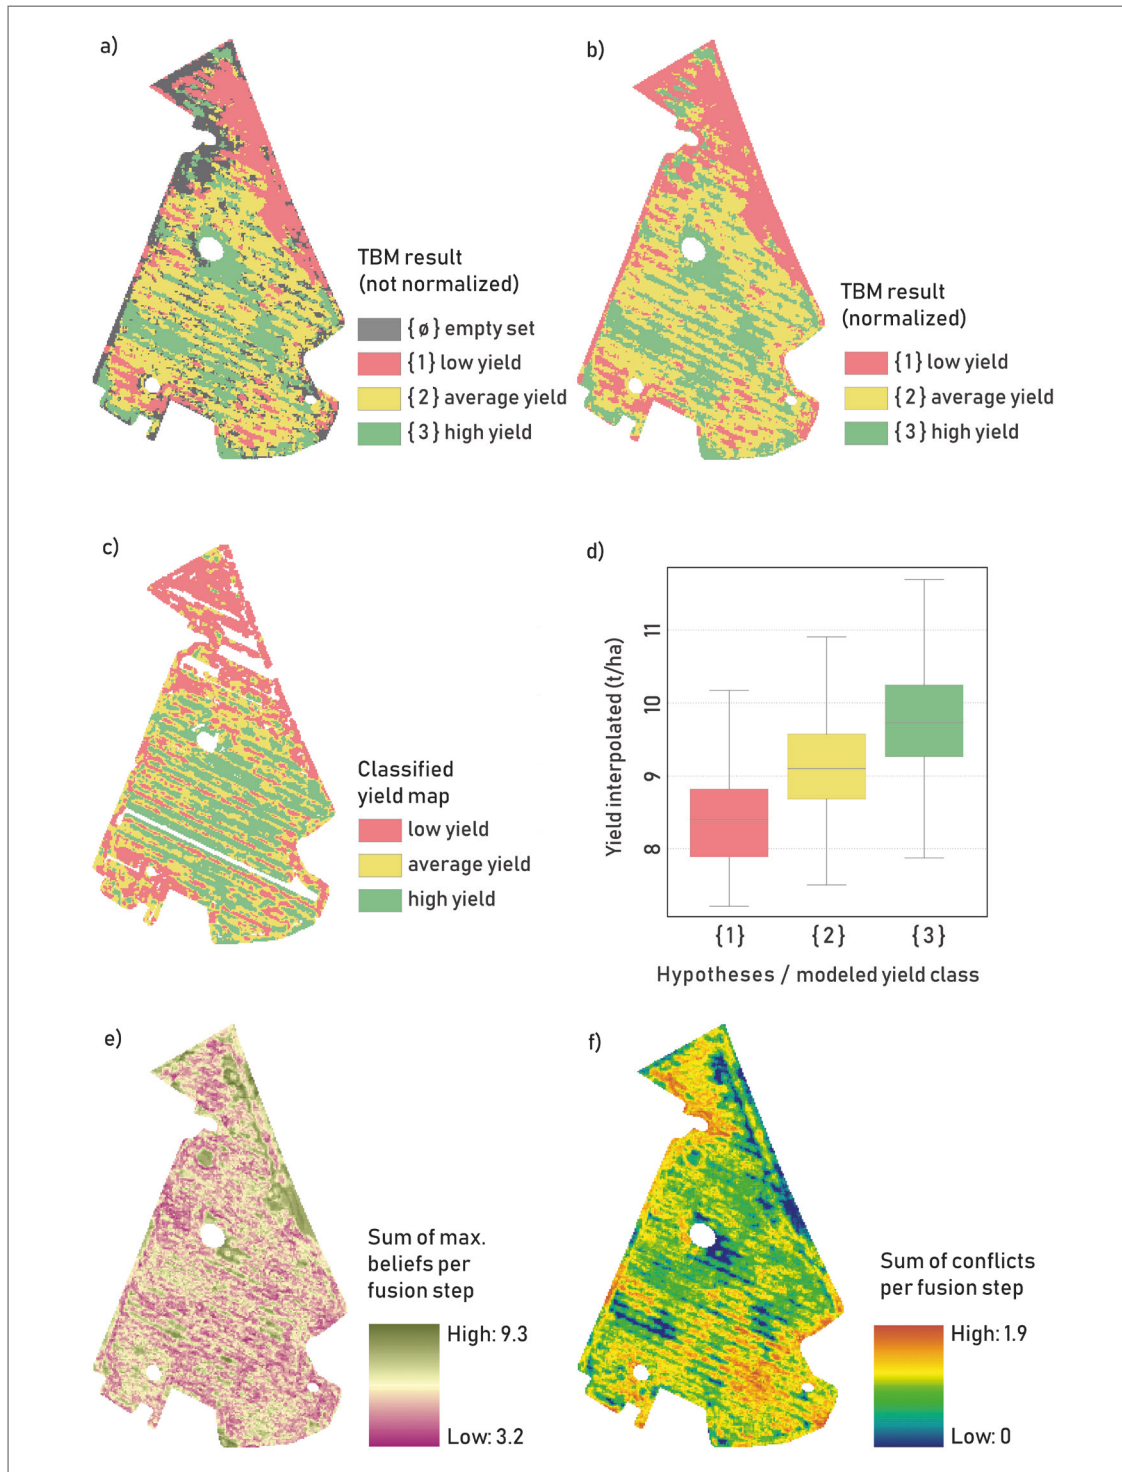 a)
TBM result
(not normalized)
{ø} empty set
{1} low yield
{2} average yield
{3} high yield
b)
TBM result
(normalized)
{1} low yield
{2} average yield
{3} high yield
c)
Classified
yield map
low yield
average yield
high yield
d)
Yield interpolated (t/ha)
11
10
9
8
{1} {2} {3}
Hypotheses / modeled yield class
e)
Sum of max.
beliefs per
fusion step
High: 9.3
Low: 3.2
f)
Sum of conflicts
per fusion step
High: 1.9
Low: 0